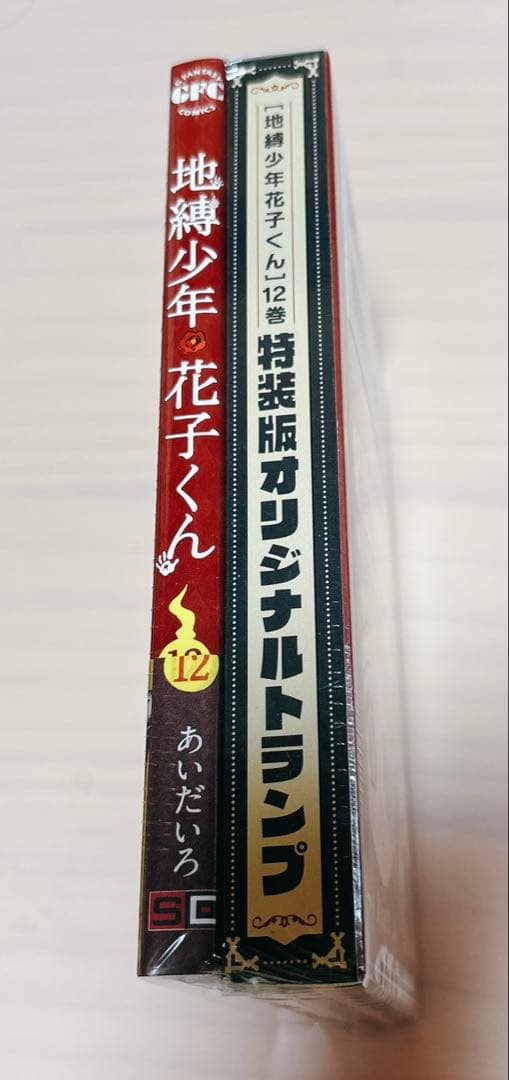 G FANTASY
GFC
COMICS
地縛少年花子くん
12
あいだいろ
[地縛少年花子くん]12巻
特装版オリジナルトランプ